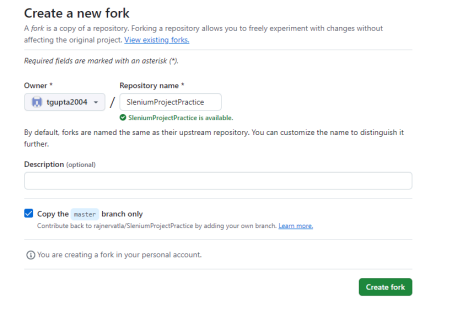 Create a new fork
A fork is a copy of a repository. Forking a repository allows you to freely experiment with changes without
affecting the original project. View existing forks.
Required fields are marked with an asterisk (*).
Owner * Repository name *
tgupta2004 / SleniumProjectPractice
SleniumProjectPractice is available.
By default, forks are named the same as their upstream repository. You can customize the name to distinguish it
further.
Description (optional)
Copy the master branch only
Contribute back to rajnervatla/SleniumProjectPractice by adding your own branch. Learn more.
You are creating a fork in your personal account.
Create fork